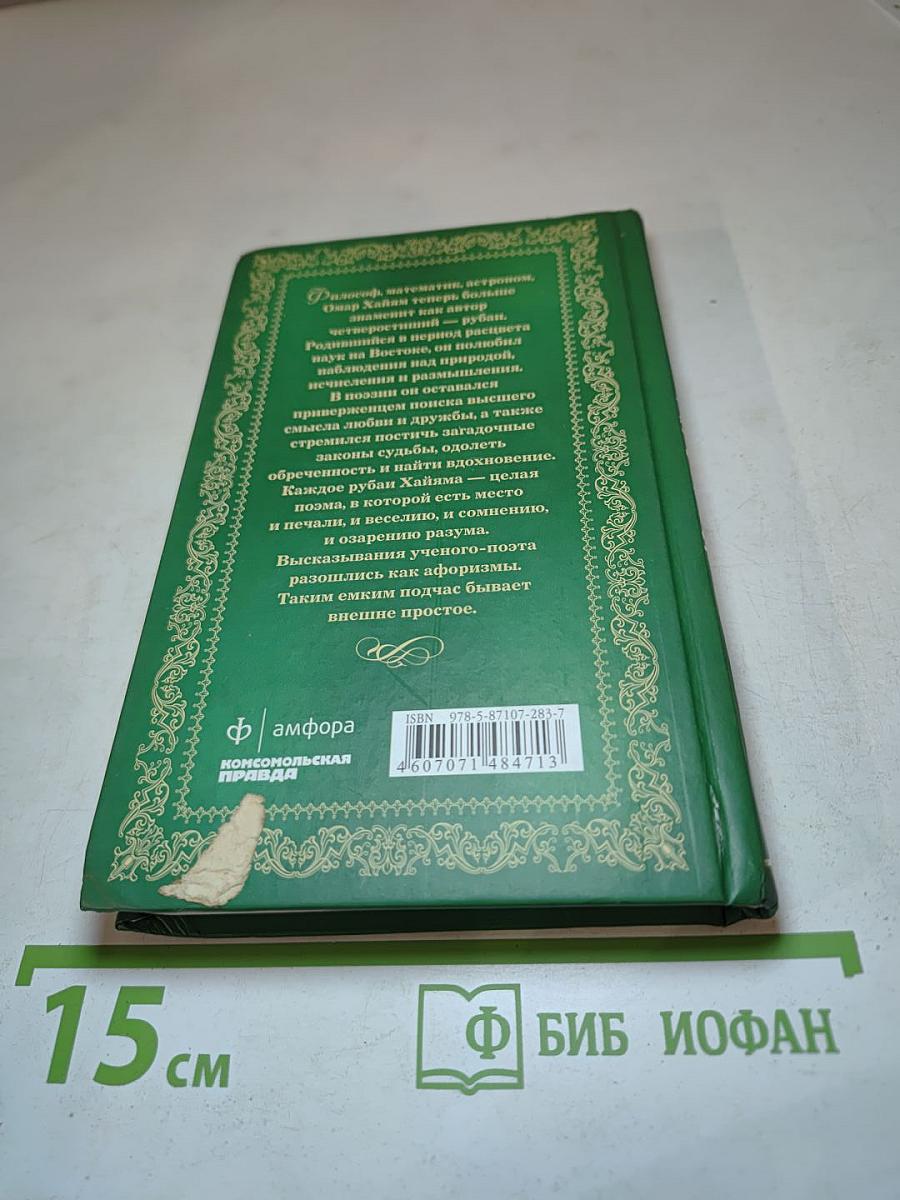 Философ, математик, астроном,
Омар Хайям теперь больше
знаменит как автор
четверостиший — рубаи.
Родившийся в период расцвета
наук на Востоке, он полюбил
наблюдения над природой,
исчисления и размышления.
В поэзии он оставался
приверженцем поиска высшего
смысла любви и дружбы, а также
стремился постичь загадочные
законы судьбы, одолеть
обреченность и найти вдохновение.
Каждое рубаи Хайяма — целая
поэма, в которой есть место
и печали, и веселию, и сомнению,
и озарению разума.
Высказывания ученого-поэта
разошлись как афоризмы.
Таким емким подчас бывает
внешне простое.
ф амфора
КОМСОМОЛЬСКАЯ
ПРАВДА
ISBN 978-5-87107-283-7
4607071 484713
15 см
Ф БИБ ИОФАН